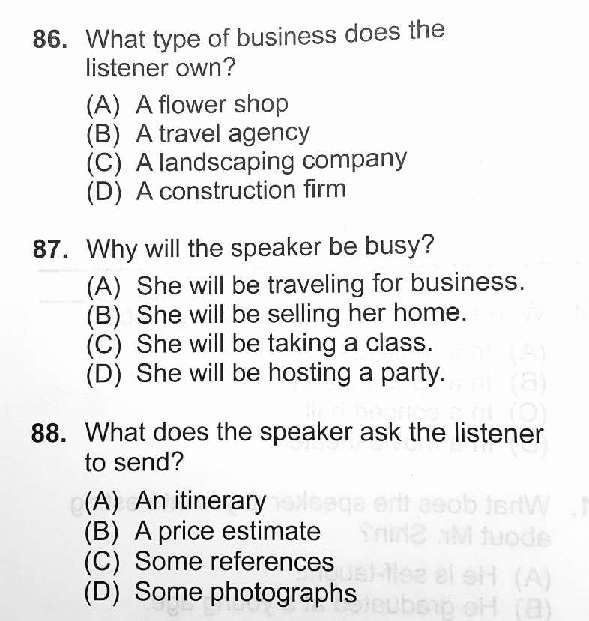 86. What type of business does the
listener own?
(A) A flower shop
(B) A travel agency
(C) A landscaping company
(D) A construction firm
87. Why will the speaker be busy?
(A) She will be traveling for business.
(B) She will be selling her home.
(C) She will be taking a class.
(D) She will be hosting a party.
88. What does the speaker ask the listener
to send?
(A) An itinerary
(B) A price estimate
(C) Some references
(D) Some photographs